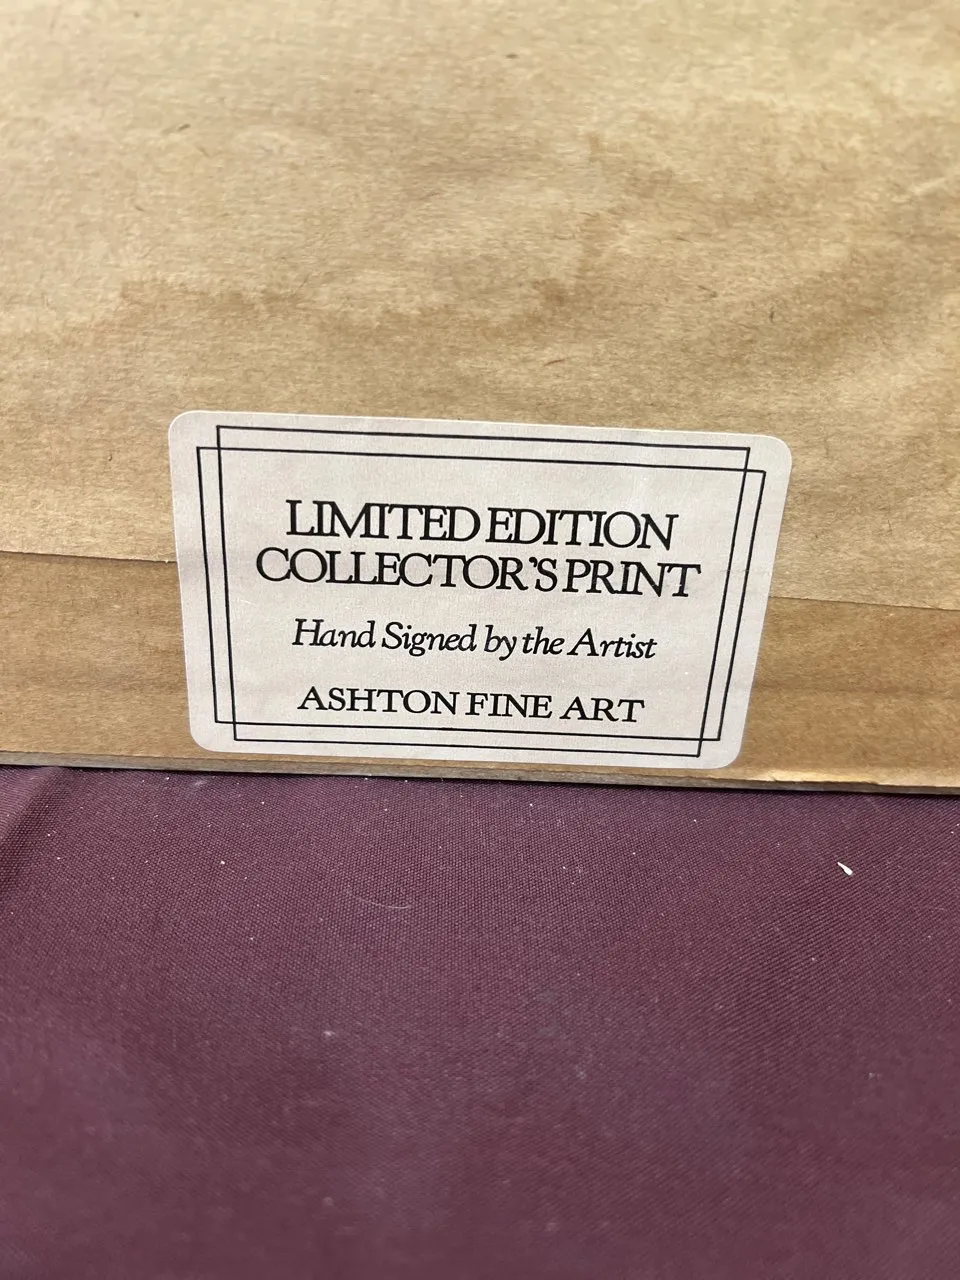 LIMITED EDITION
COLLECTOR'S PRINT
Hand Signed by the Artist
ASHTON FINE ART